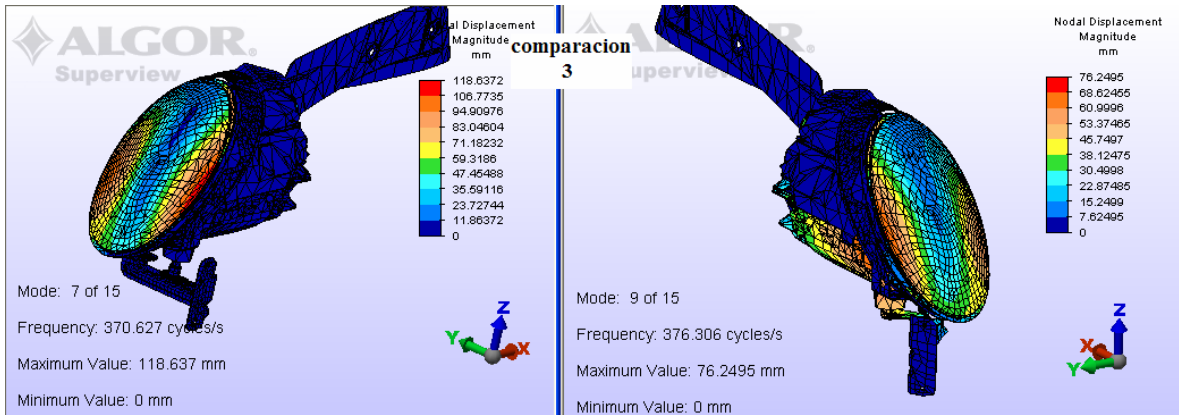 ALGOR®
Superview
al Displacement
Magnitude
mm
118.6372
106.7735
94.90976
83.04604
71.18232
59.3186
47.45488
35.59116
23.72744
11.86372
0
Mode: 7 of 15
Frequency: 370.627 cycles/s
Maximum Value: 118.637 mm
Minimum Value: 0 mm
Z
Y
X
comparacion
3
GOR®
uperview
Nodal Displacement
Magnitude
mm
76.2495
68.62455
60.9996
53.37465
45.7497
38.12475
30.4998
22.87485
15.2499
7.62495
0
Mode: 9 of 15
Frequency: 376.306 cycles/s
Maximum Value: 76.2495 mm
Minimum Value: 0 mm
Z
X
Y